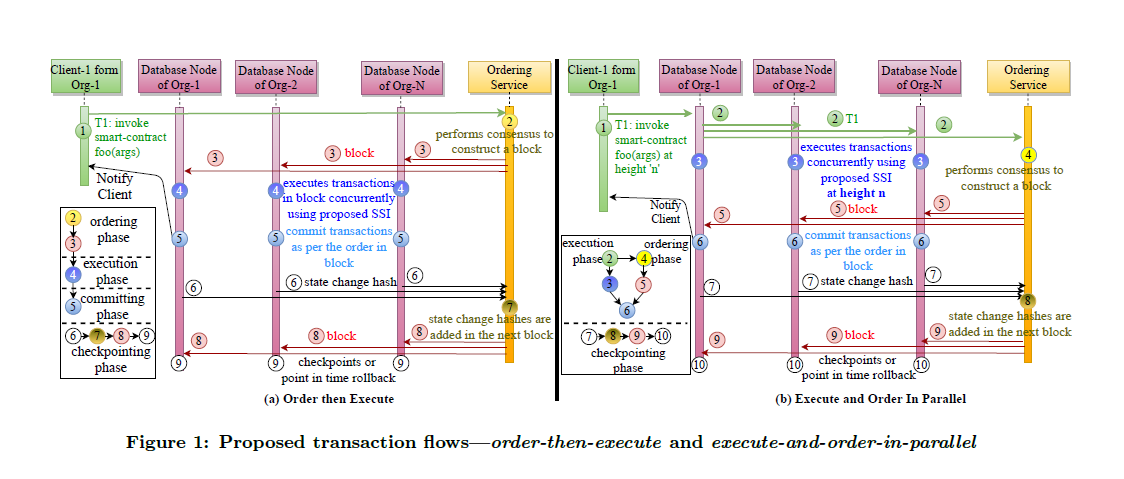 Client-1 form
Org-1
Database Node
of Org-1
Database Node
of Org-2
Database Node
of Org-N
Ordering
Service
1
T1: invoke
smart-contract
foo(args)
2
performs consensus to
construct a block
3
3 block
3
Notify
Client
4
4
4
executes transactions
in block concurrently
using proposed SSI
5
5
5
commit transactions
as per the order in
block
6
6 state change hash
6
7
state change hashes are
added in the next block
8
8 block
8
9
9
9
checkpoints or
point in time rollback
2
ordering
phase
3
execution
4
phase
committing
5
phase
6
7
8
9
checkpointing
phase
(a) Order then Execute
Client-1 form
Org-1
Database Node
of Org-1
Database Node
of Org-2
Database Node
of Org-N
Ordering
Service
1
T1: invoke
smart-contract
foo(args) at
height 'n'
2
2 T1
2
3
3
3
executes transactions
concurrently using
proposed SSI
at height n
4
performs consensus to
construct a block
5
5 block
5
Notify
Client
6
6
6
commit transactions
as per the order in
block
7
7 state change hash
7
8
state change hashes are
added in the next block
9
9 block
9
10
10
10
checkpoints or
point in time rollback
execution
phase
ordering
phase
2
4
3
5
6
7
8
9
10
checkpointing
phase
(b) Execute and Order In Parallel
Figure 1: Proposed transaction flows—order-then-execute and execute-and-order-in-parallel